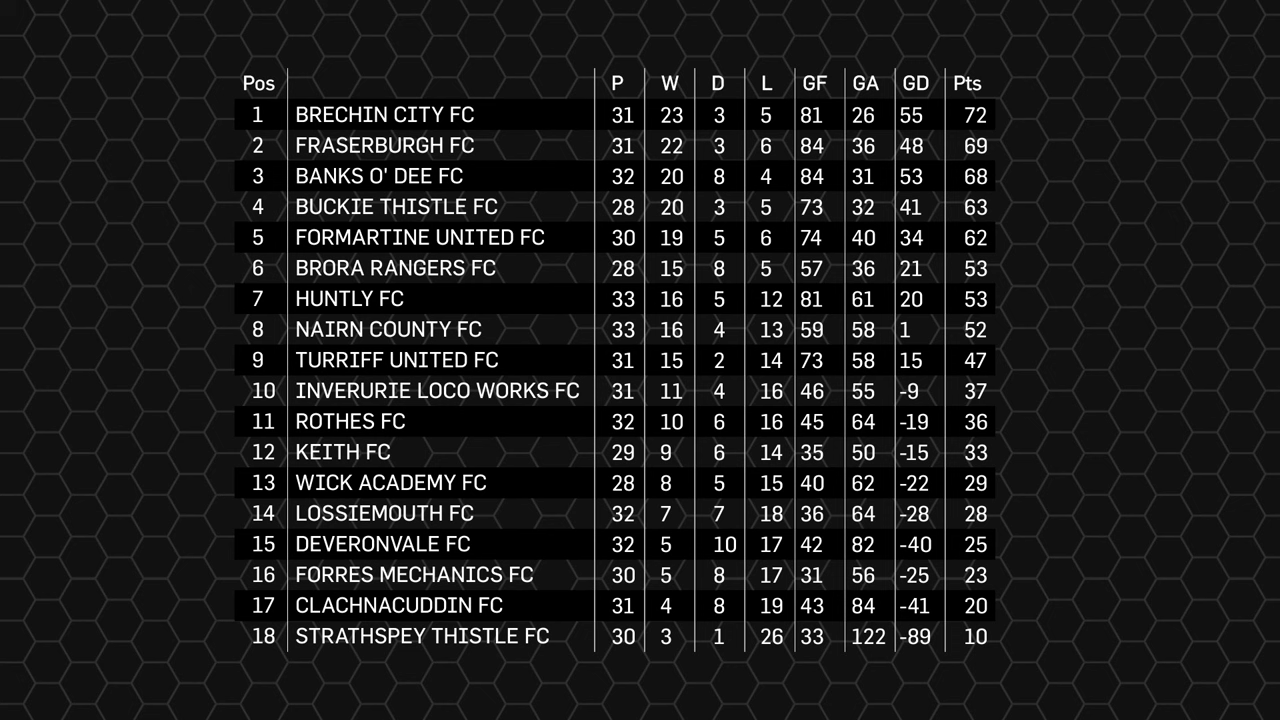 Pos P W D L GF GA GD Pts
1 BRECHIN CITY FC 31 23 3 5 81 26 55 72
2 FRASERBURGH FC 31 22 3 6 84 36 48 69
3 BANKS O' DEE FC 32 20 8 4 84 31 53 68
4 BUCKIE THISTLE FC 28 20 3 5 73 32 41 63
5 FORMARTINE UNITED FC 30 19 5 6 74 40 34 62
6 BRORA RANGERS FC 28 15 8 5 57 36 21 53
7 HUNTLY FC 33 16 5 12 81 61 20 53
8 NAIRN COUNTY FC 33 16 4 13 59 58 1 52
9 TURRIFF UNITED FC 31 15 2 14 73 58 15 47
10 INVERURIE LOCO WORKS FC 31 11 4 16 46 55 -9 37
11 ROTHES FC 32 10 6 16 45 64 -19 36
12 KEITH FC 29 9 6 14 35 50 -15 33
13 WICK ACADEMY FC 28 8 5 15 40 62 -22 29
14 LOSSIEMOUTH FC 32 7 7 18 36 64 -28 28
15 DEVERONVALE FC 32 5 10 17 42 82 -40 25
16 FORRES MECHANICS FC 30 5 8 17 31 56 -25 23
17 CLACHNACUDDIN FC 31 4 8 19 43 84 -41 20
18 STRATHSPEY THISTLE FC 30 3 1 26 33 122 -89 10